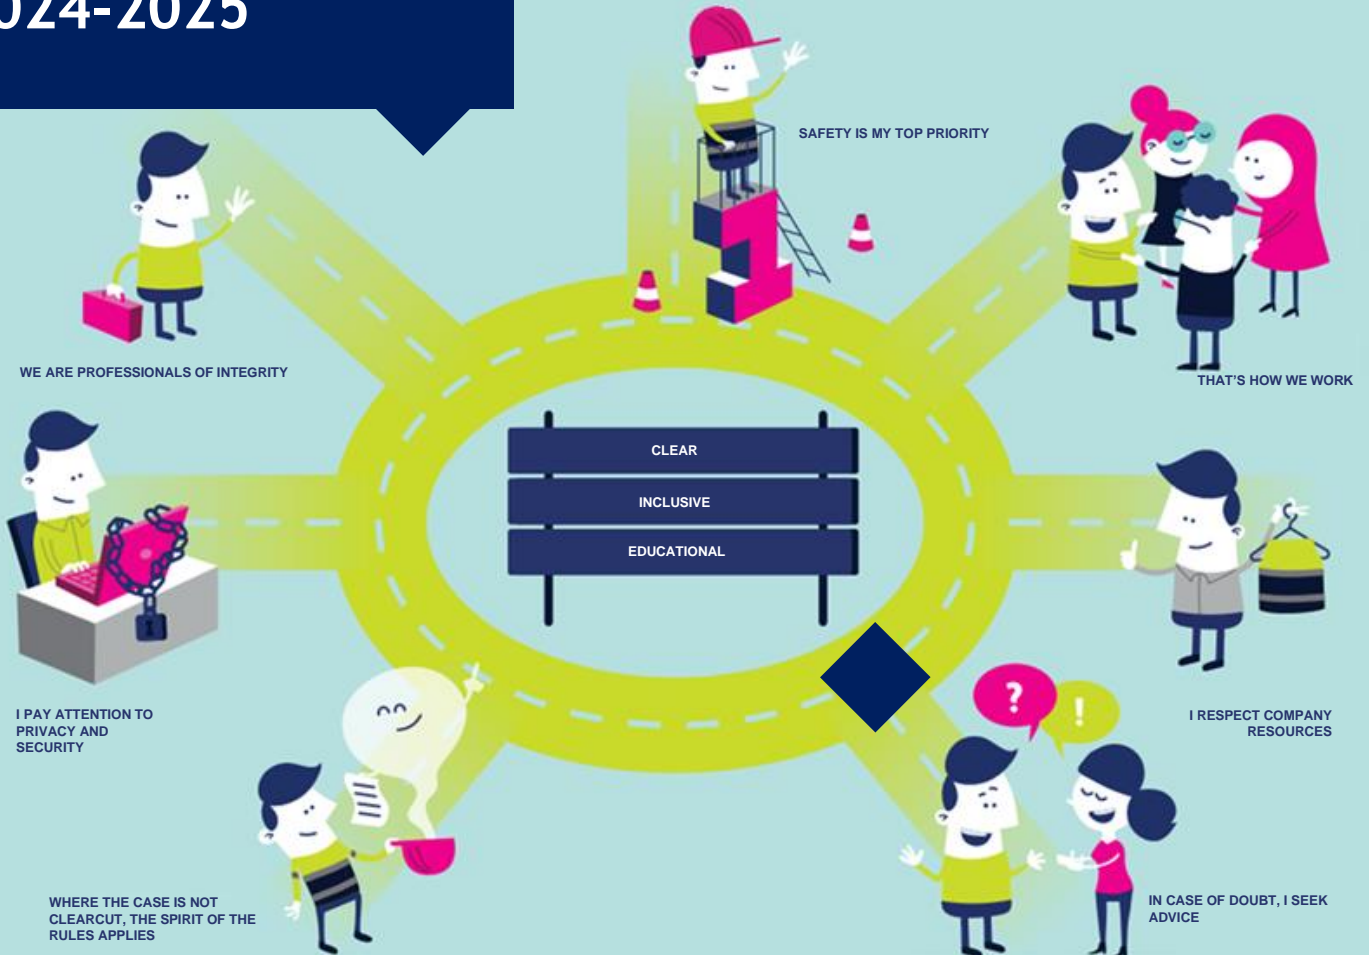 024-2025
SAFETY IS MY TOP PRIORITY
WE ARE PROFESSIONALS OF INTEGRITY
THAT'S HOW WE WORK
CLEAR
INCLUSIVE
EDUCATIONAL
1
I PAY ATTENTION TO
PRIVACY AND
SECURITY
? !
I RESPECT COMPANY
RESOURCES
WHERE THE CASE IS NOT
CLEARCUT, THE SPIRIT OF THE
RULES APPLIES
IN CASE OF DOUBT, I SEEK
ADVICE